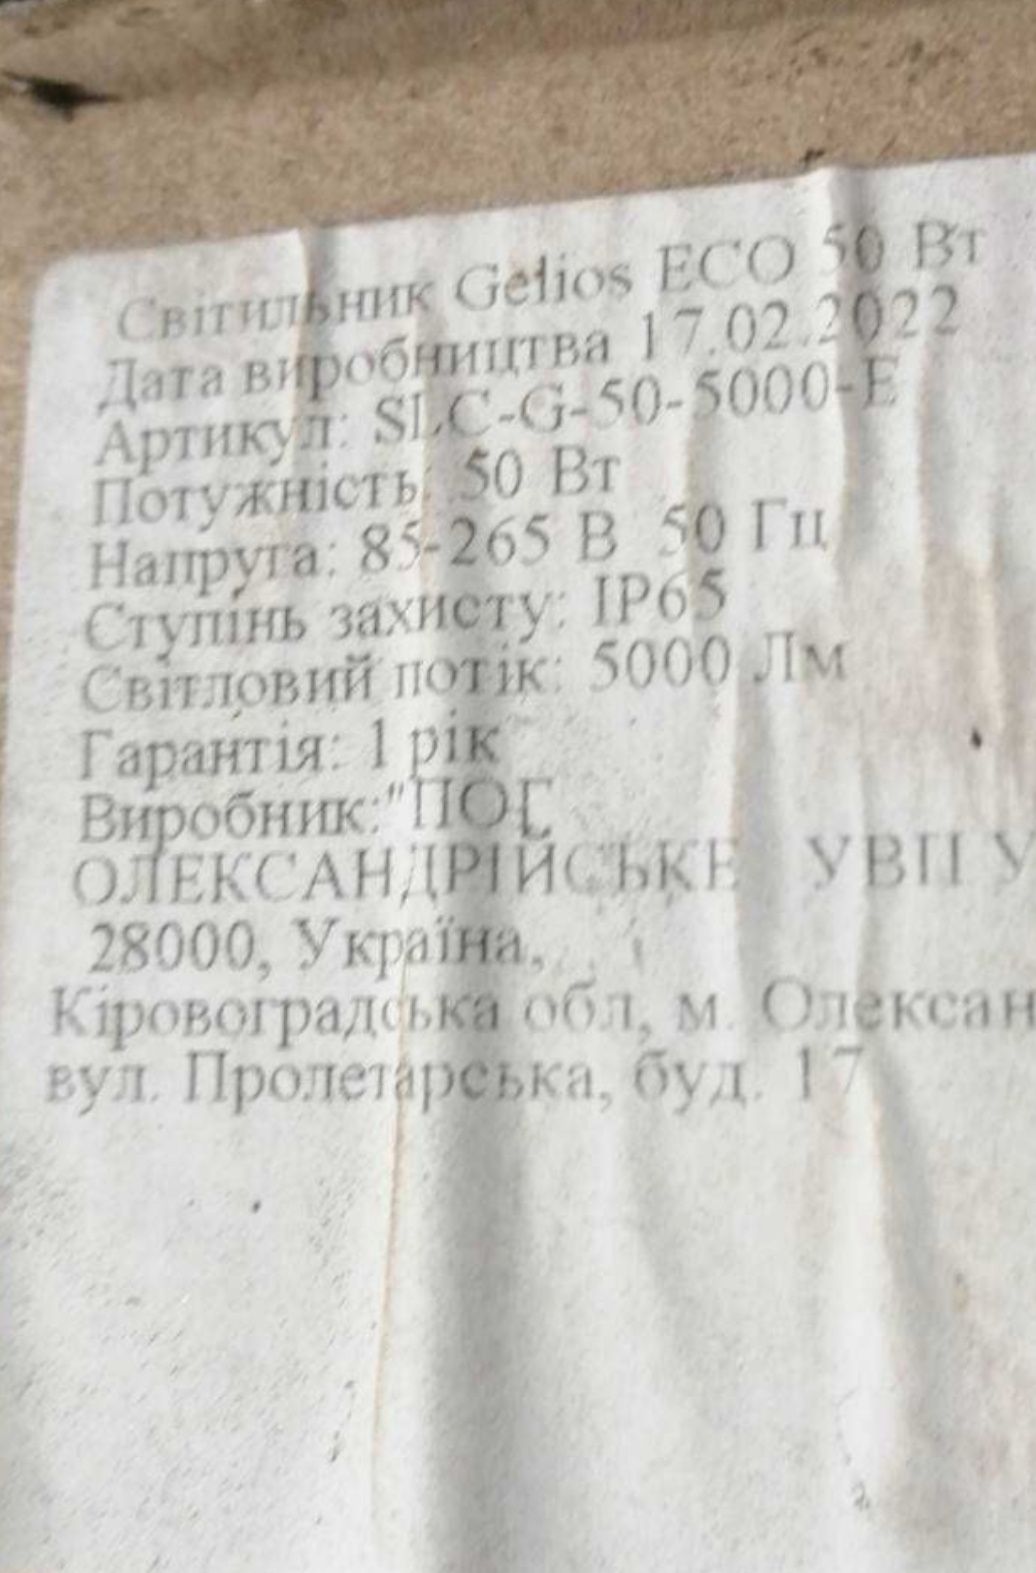 Світильник Gelios ECO 50 Вт
Дата виробництва 17.02.2022
Артикул: SLC-G-50-5000-E
Потужність: 50 Вт
Напруга: 85-265 В 50 Гц
Ступінь захисту: IP65
Світловий потік: 5000 Лм
Гарантія: 1 рік
Виробник:"ПОГ
ОЛЕКСАНДРІЙСЬКЕ УВП У
28000, Україна,
Кіровоградська обл, м. Олексан
вул. Пролетарська, буд. 17